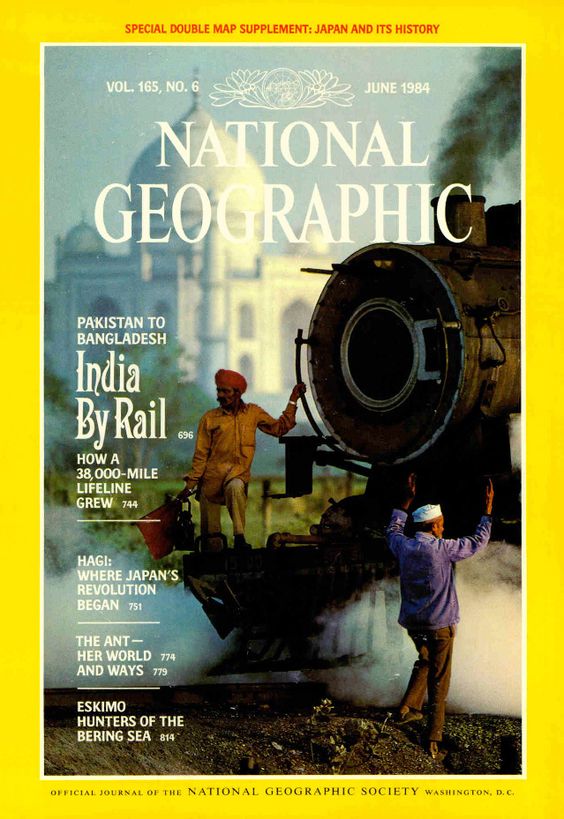 SPECIAL DOUBLE MAP SUPPLEMENT: JAPAN AND ITS HISTORY
VOL. 165, NO. 6
JUNE 1984
NATIONAL
GEOGRAPHIC
PAKISTAN TO
BANGLADESH
India
By Rail 696
HOW A
38,000-MILE
LIFELINE
GREW 744
HAGI:
WHERE JAPAN'S
REVOLUTION
BEGAN 751
THE ANT—
HER WORLD 774
AND WAYS 779
ESKIMO
HUNTERS OF THE
BERING SEA 814
OFFICIAL JOURNAL OF THE NATIONAL GEOGRAPHIC SOCIETY WASHINGTON, D.C.